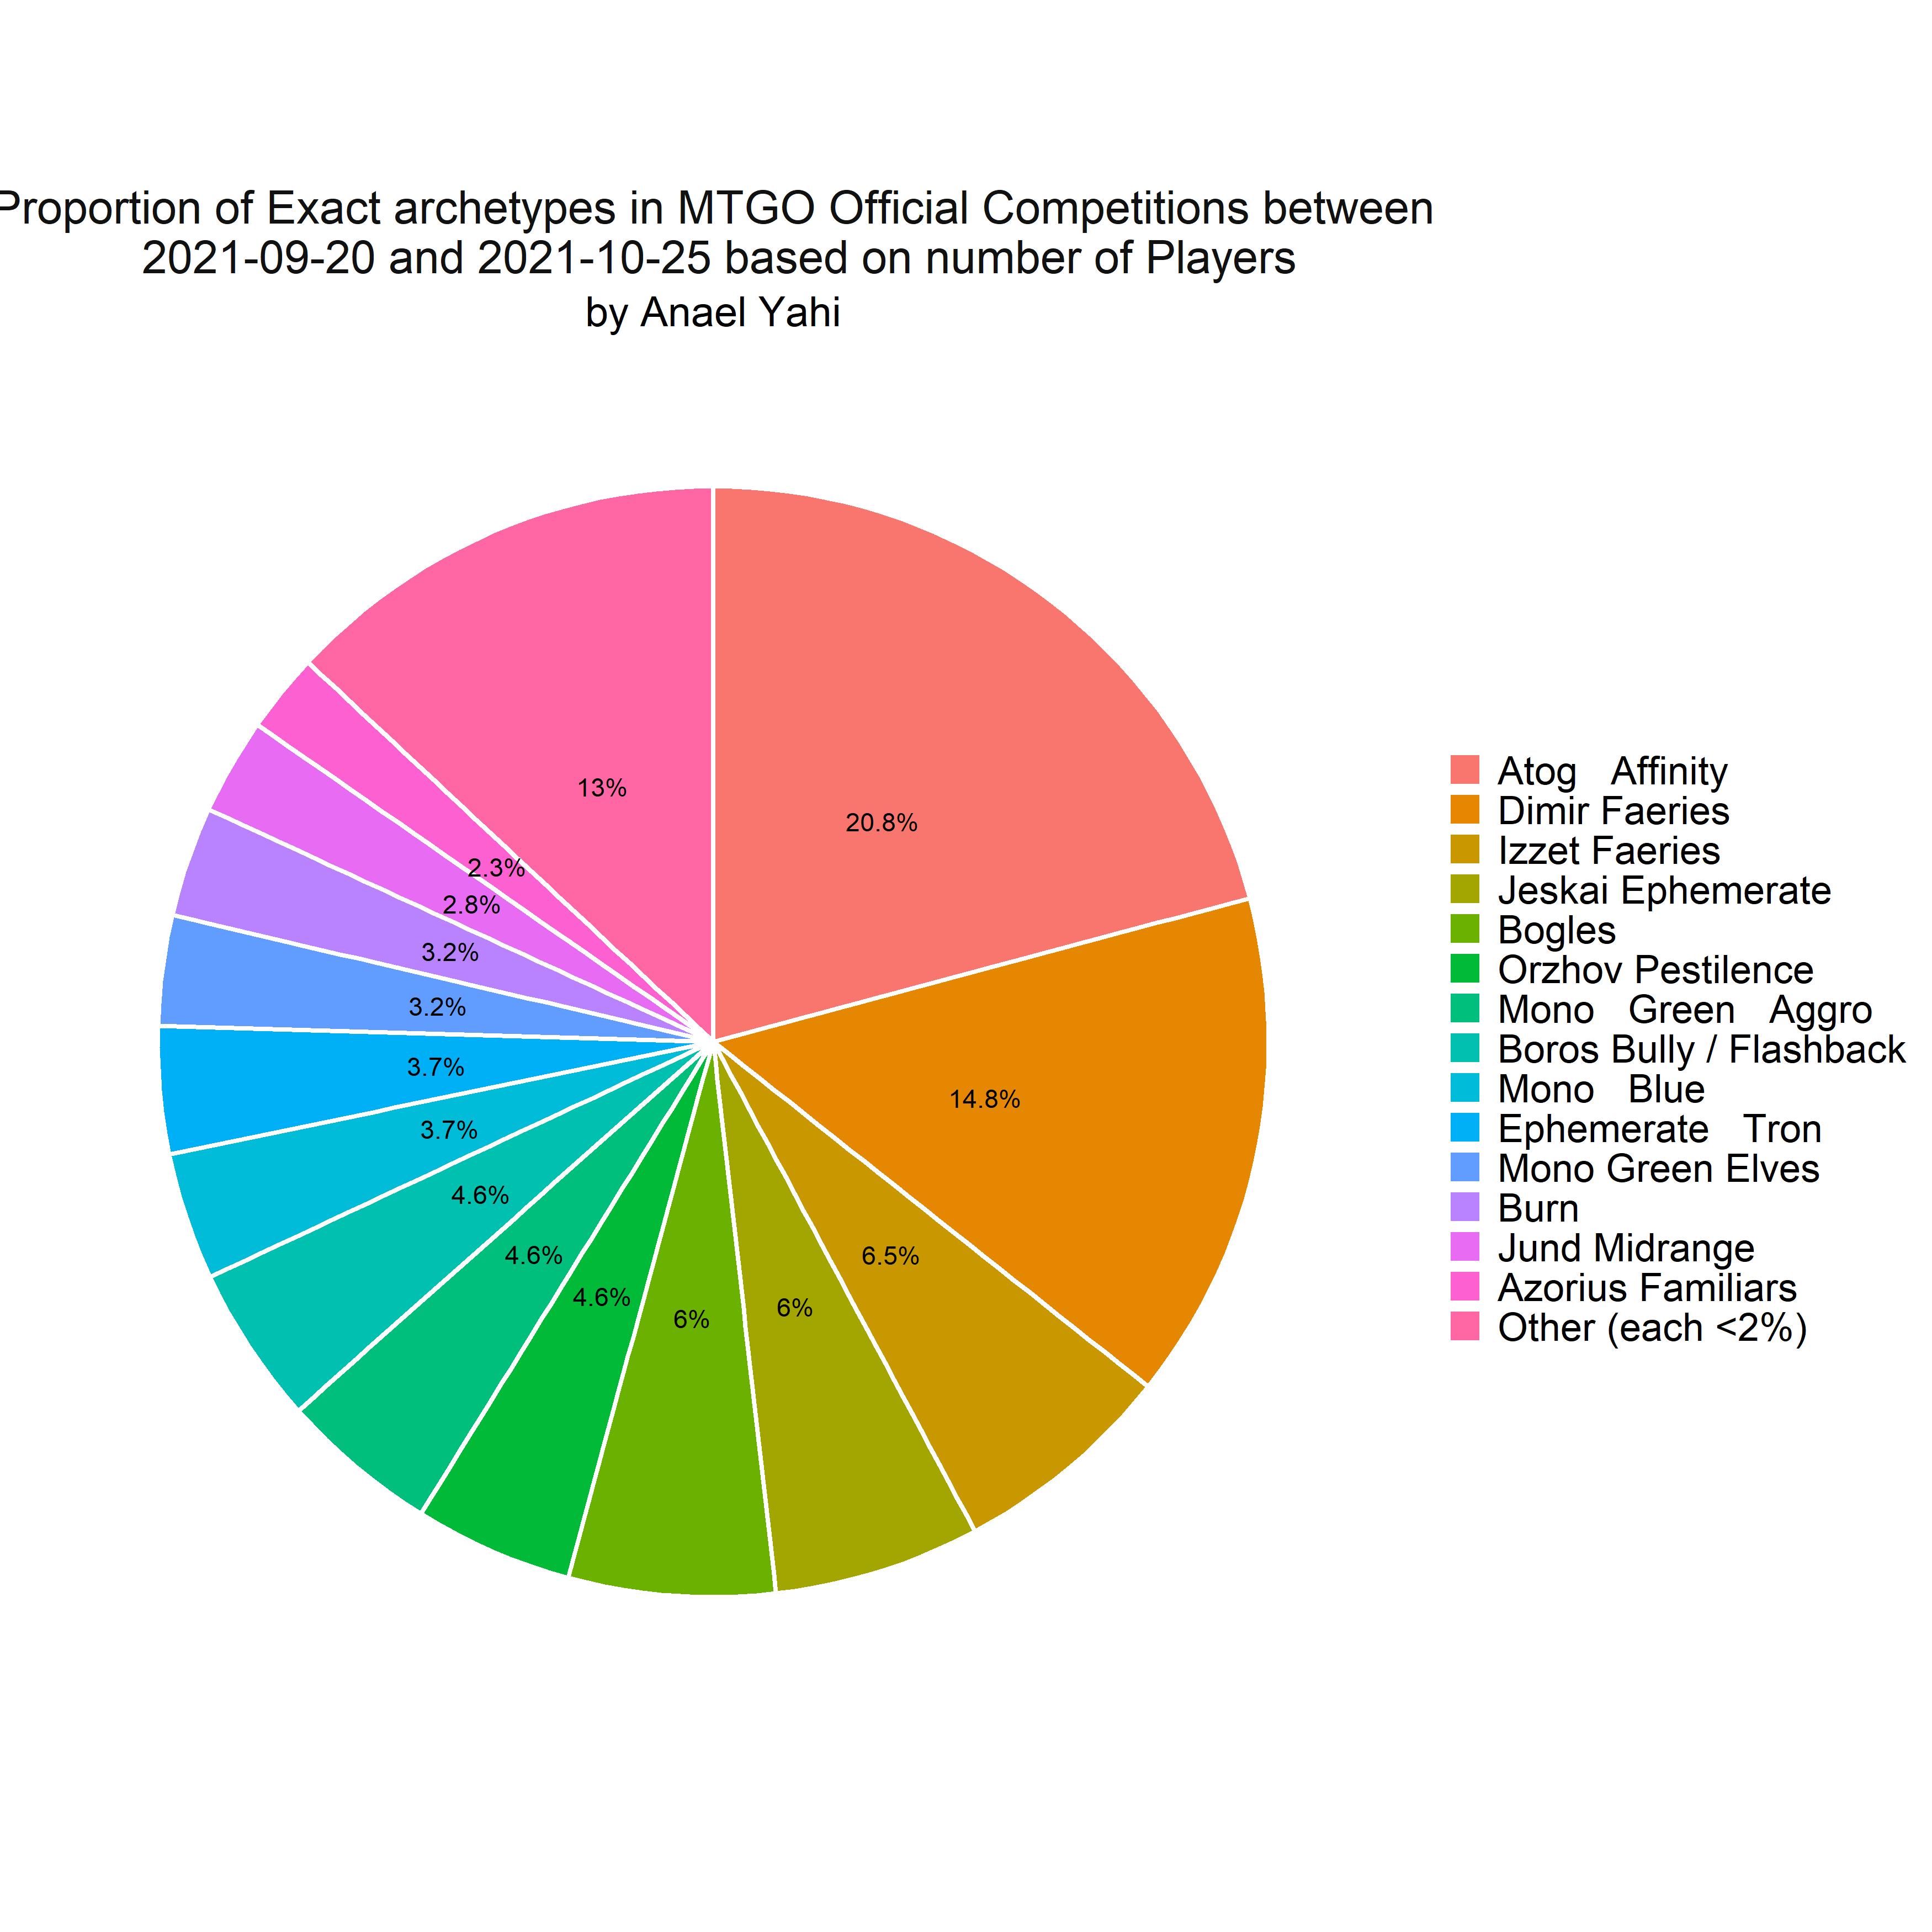 Proportion of Exact archetypes in MTGO Official Competitions between
2021-09-20 and 2021-10-25 based on number of Players
by Anael Yahi
13%
20.8%
2.3%
2.8%
3.2%
3.2%
3.7%
14.8%
3.7%
4.6%
4.6%
6.5%
4.6%
6%
6%
Atog Affinity
Dimir Faeries
Izzet Faeries
Jeskai Ephemerate
Bogles
Orzhov Pestilence
Mono Green Aggro
Boros Bully / Flashback
Mono Blue
Ephemerate Tron
Mono Green Elves
Burn
Jund Midrange
Azorius Familiars
Other (each <2%)